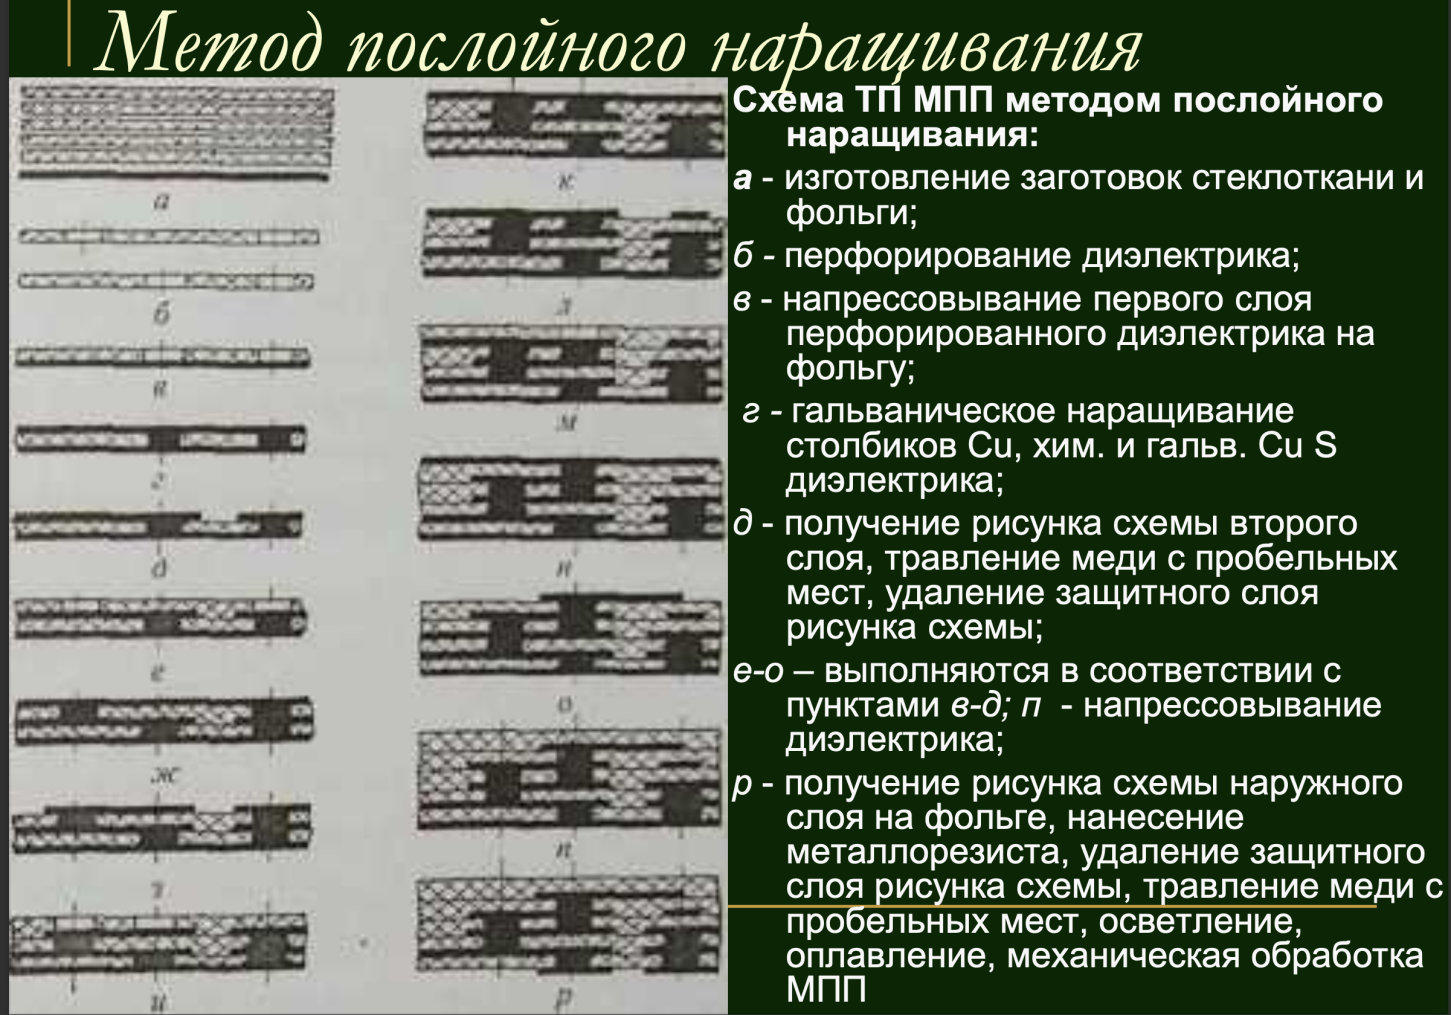 Метод послойного наращивания
а
б
в
г
д
е
ж
з
и
к
л
м
н
о
п
р
Схема ТП МПП методом послойного
наращивания:
а - изготовление заготовок стеклоткани и
фольги;
б - перфорирование диэлектрика;
в - напрессовывание первого слоя
перфорированного диэлектрика на
фольгу;
г - гальваническое наращивание
столбиков Cu, хим. и гальв. Cu S
диэлектрика;
д - получение рисунка схемы второго
слоя, травление меди с пробельных
мест, удаление защитного слоя
рисунка схемы;
е-о – выполняются в соответствии с
пунктами в-д; п - напрессовывание
диэлектрика;
р - получение рисунка схемы наружного
слоя на фольге, нанесение
металлорезиста, удаление защитного
слоя рисунка схемы, травление меди с
пробельных мест, осветление,
оплавление, механическая обработка
МПП